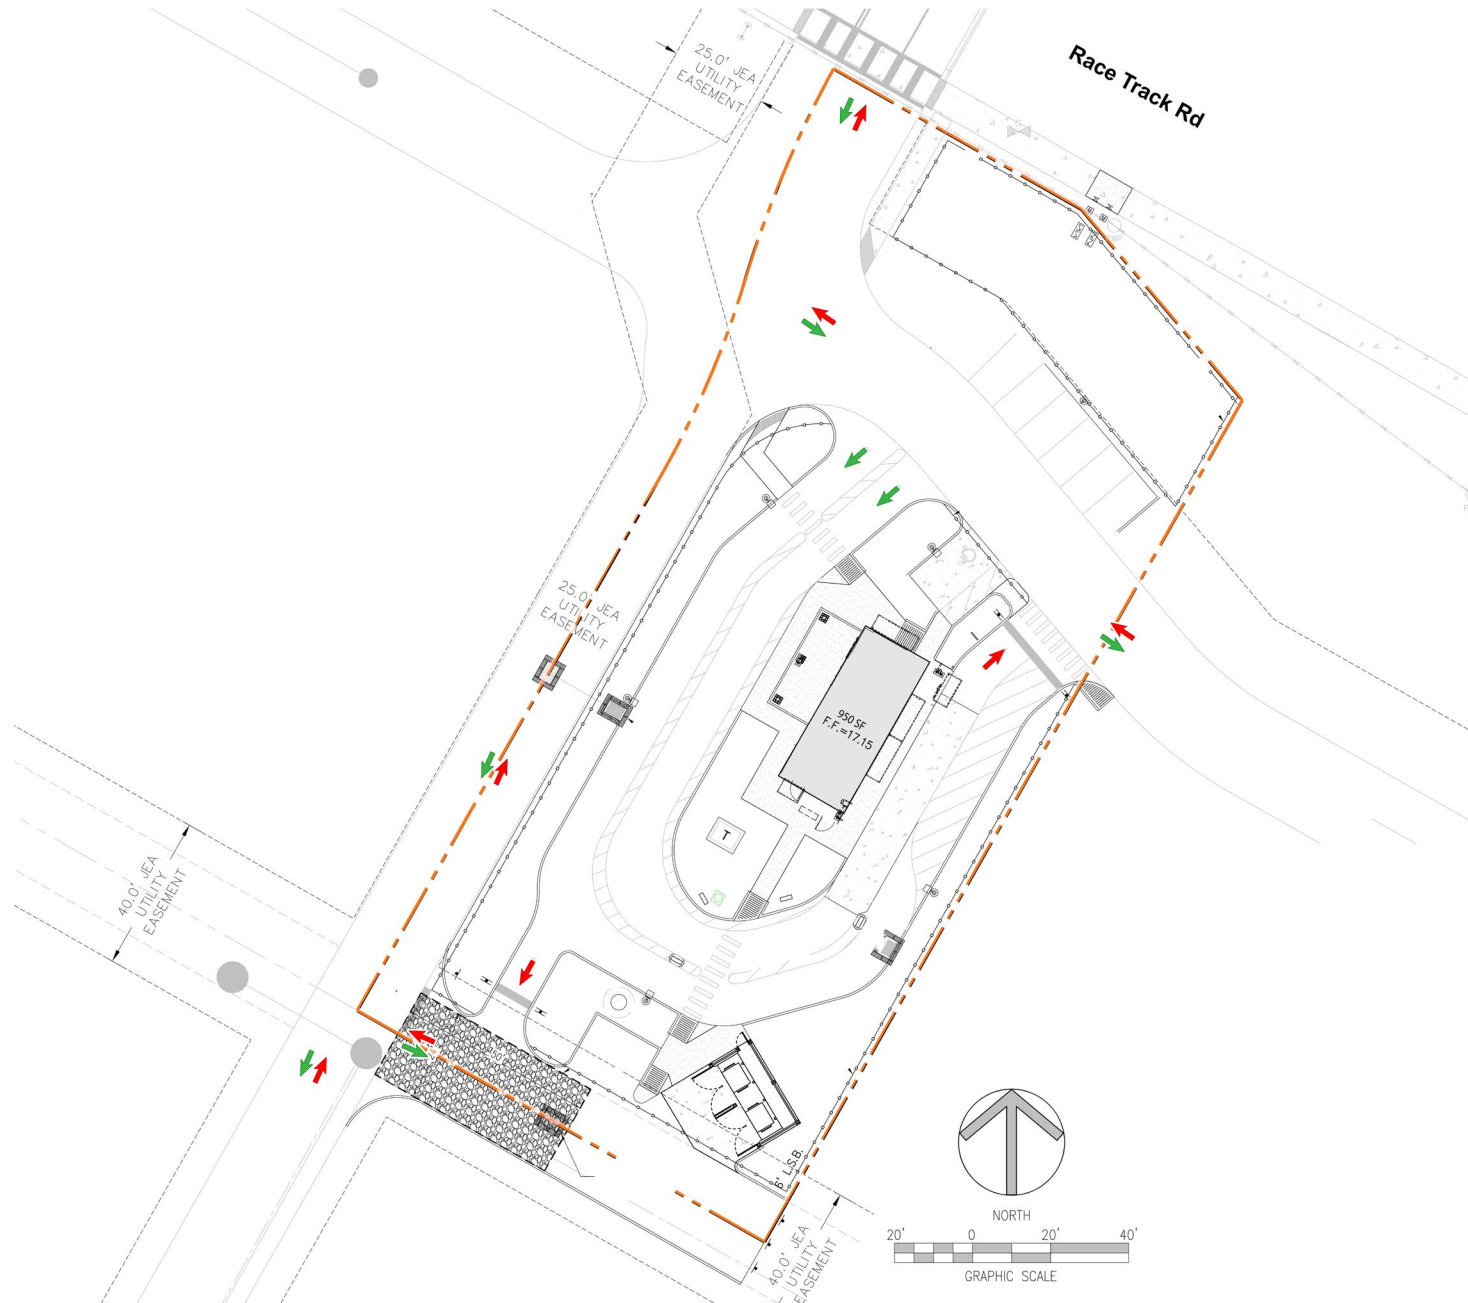 Race Track Rd
25.0' JEA
UTILITY
EASEMENT
G
25.0' JEA
UTILITY
EASEMENT
950 SF
F.F.=17.15
T
40.0' JEA
UTILITY
EASEMENT
50'
6' L.S.B.
40.0' JEA
UTILITY
EASEMENT
NORTH
20' 0 20' 40'
GRAPHIC SCALE